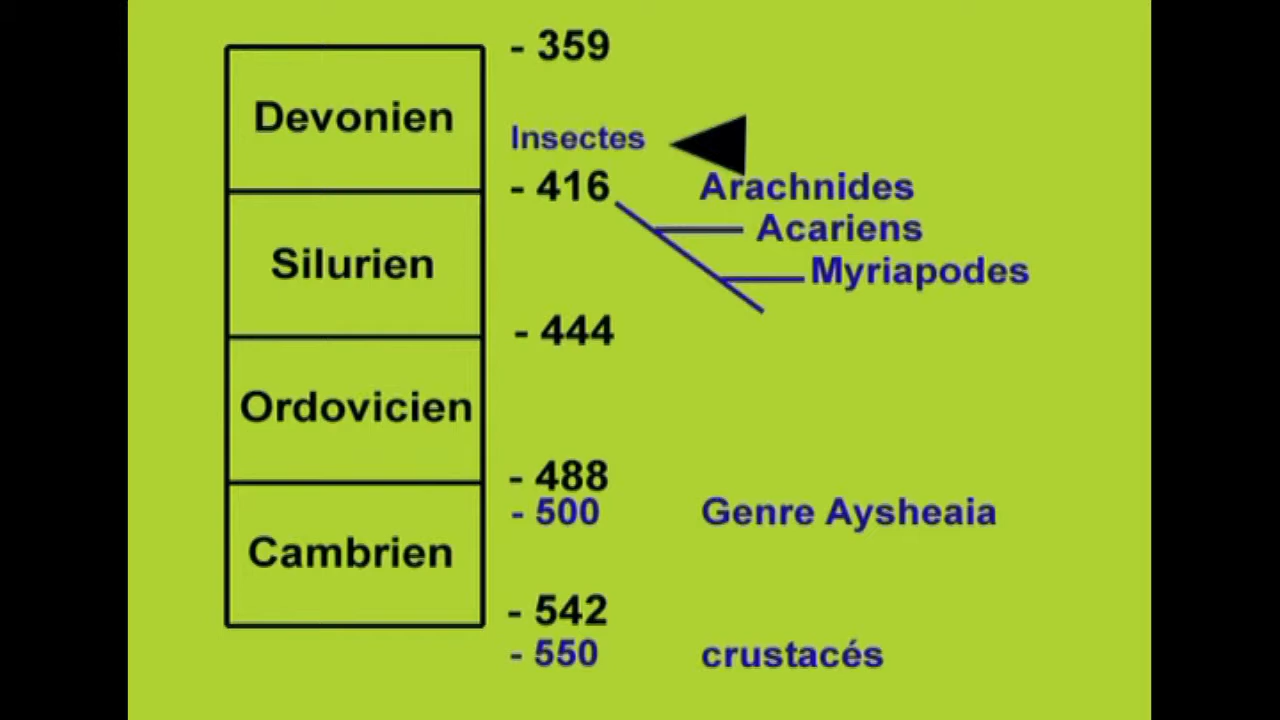 - 359
Devonien
Insectes
- 416
Arachnides
Acariens
Silurien
Myriapodes
- 444
Ordovicien
- 488
- 500 Genre Aysheaia
Cambrien
- 542
- 550 crustacés